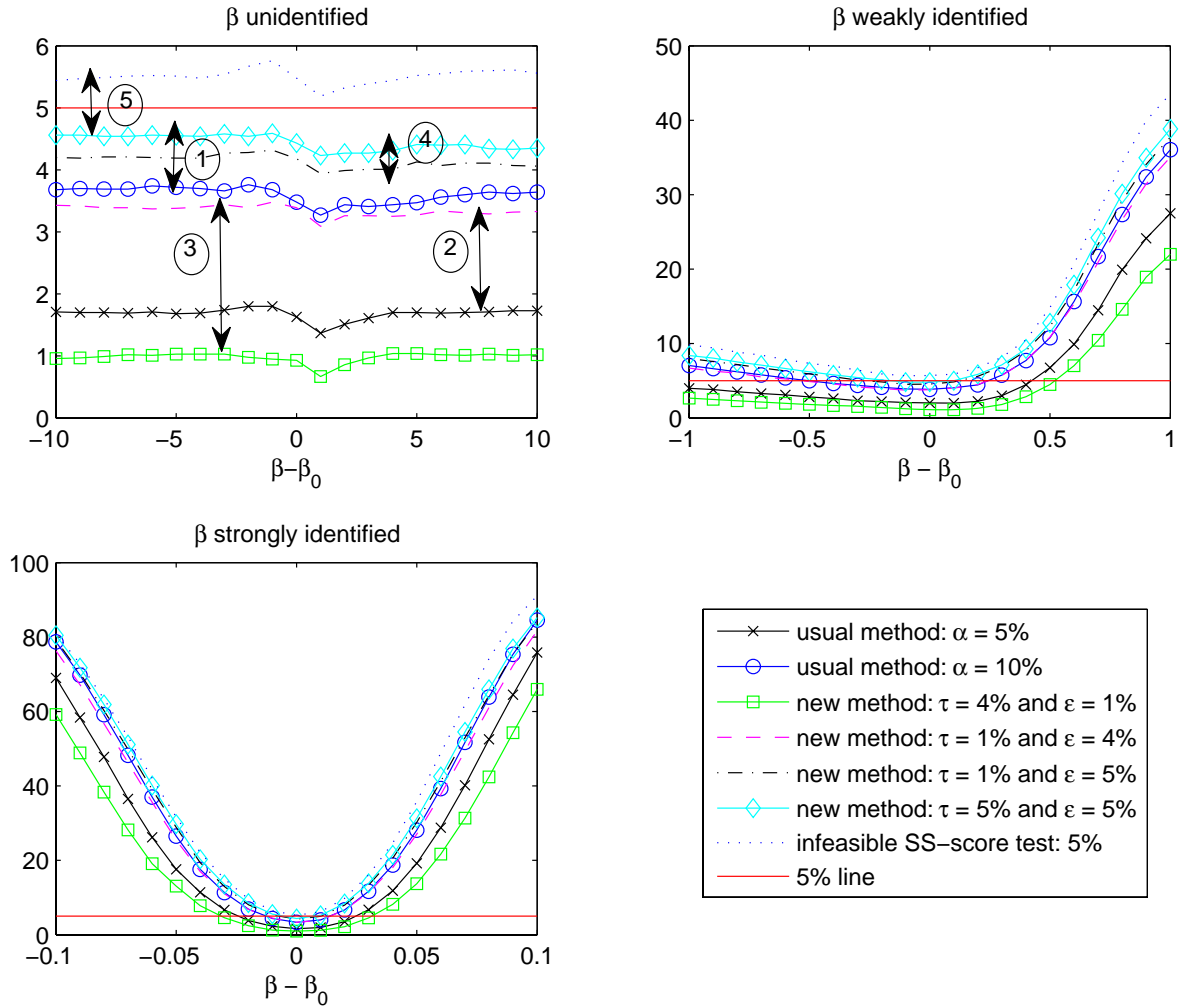 β unidentified
6
5
4
3
2
1
0
5
1
4
3
2
−10
−5
0
5
10
β−β0
β weakly identified
50
40
30
20
10
0
−1
−0.5
0
0.5
1
β − β0
β strongly identified
100
80
60
40
20
0
−0.1
−0.05
0
0.05
0.1
β − β0
usual method: α = 5%
usual method: α = 10%
new method: τ = 4% and ε = 1%
new method: τ = 1% and ε = 4%
new method: τ = 1% and ε = 5%
new method: τ = 5% and ε = 5%
infeasible SS−score test: 5%
5% line